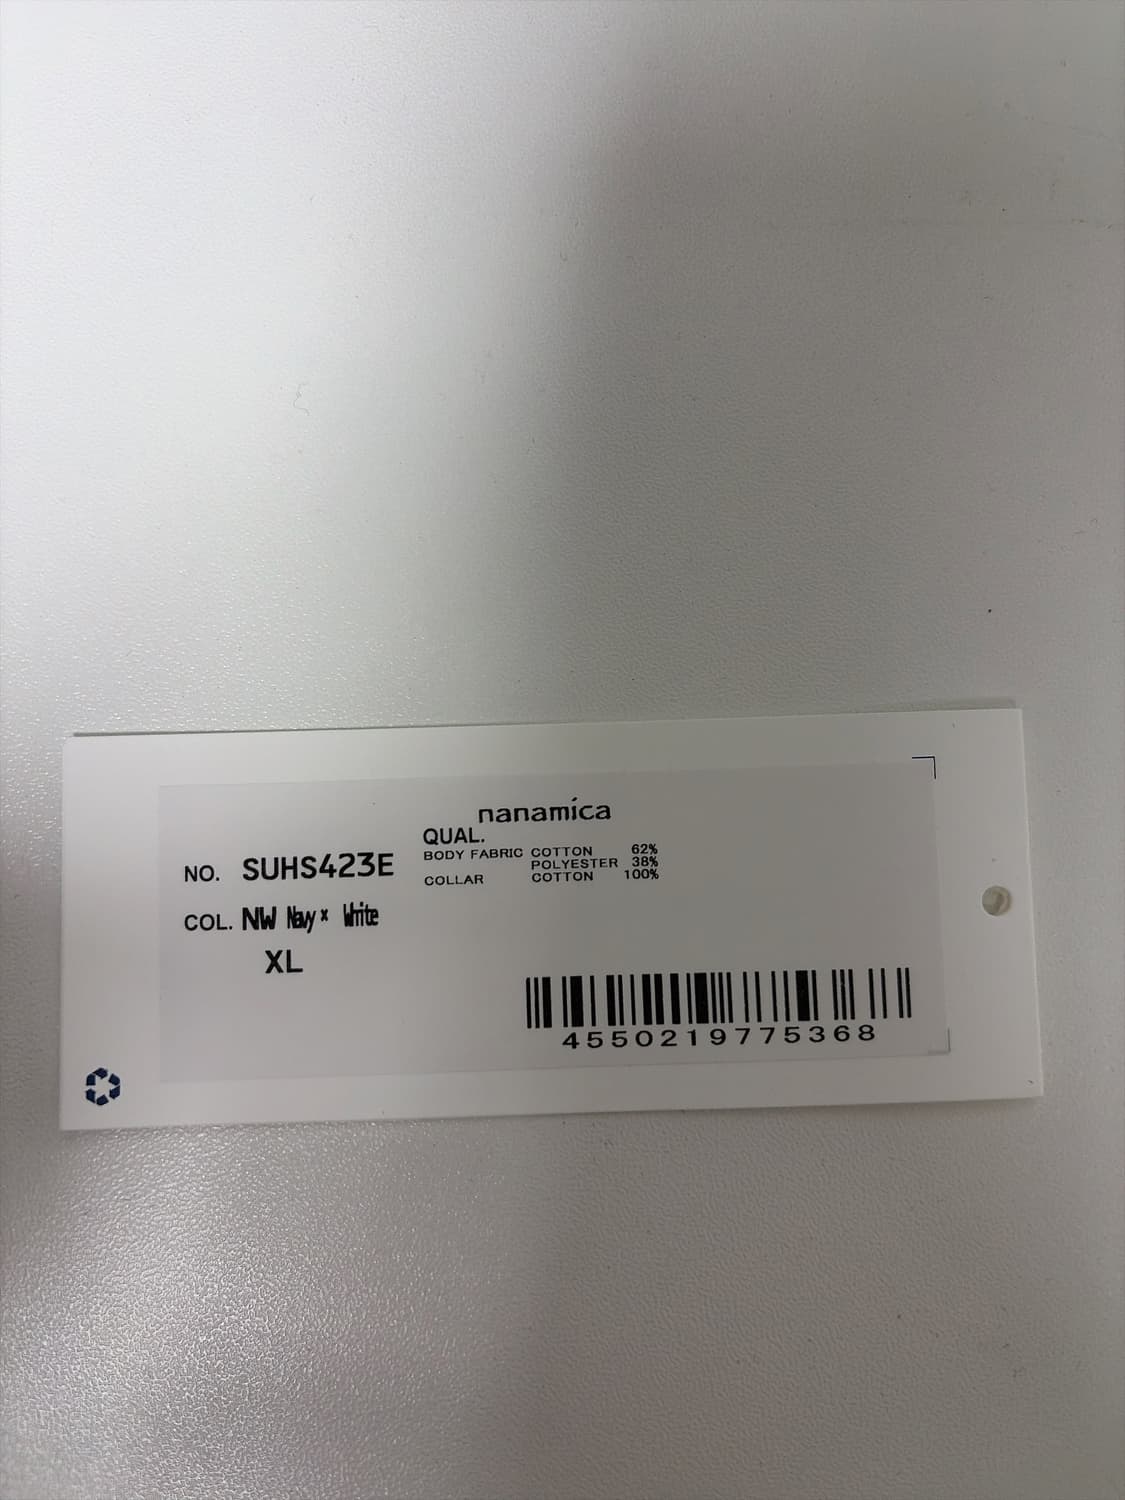 nanamica
NO. SUHS423E
COL. NW Navy× White
XL
QUAL.
BODY FABRIC COTTON 62%
POLYESTER 38%
COLLAR COTTON 100%
4550219775368